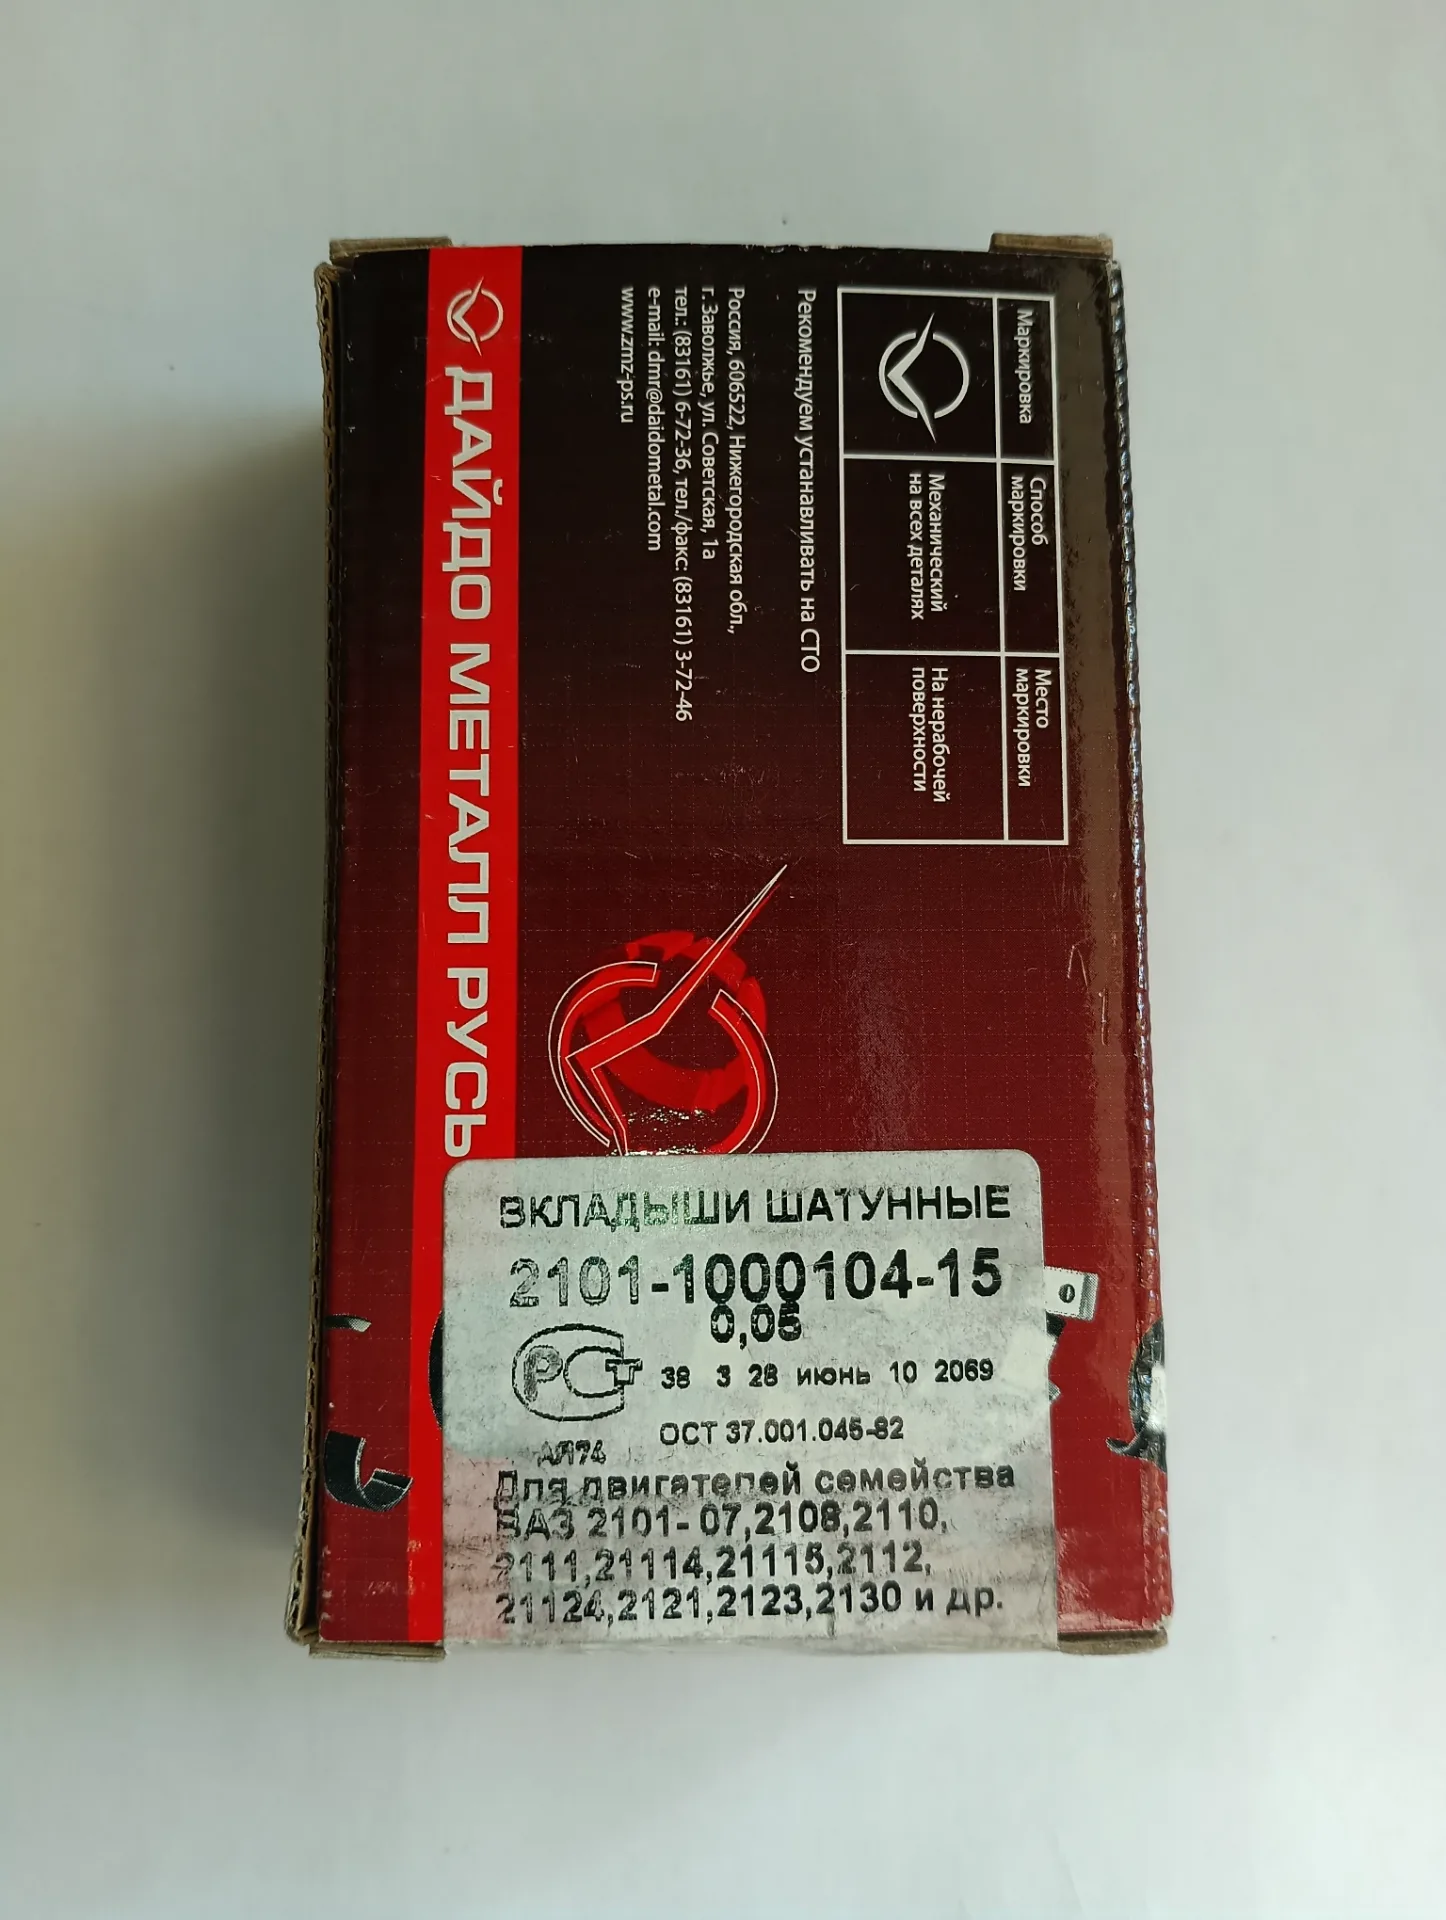 Маркировка
Способ
маркировки
Место
маркировки
Механический
на всех деталях
На нерабочей
поверхности
Рекомендуем устанавливать на СТО
Россия, 606522, Нижегородская обл.,
г. Заволжье, ул. Советская, 1а
тел.: (83161) 6-72-36, тел./факс: (83161) 3-72-46
e-mail: dmr@daidometal.com
www.zmz-ps.ru
ДАЙДО МЕТАЛЛ РУСЬ
ВКЛАДЫШИ ШАТУННЫЕ
2101-1000104-15
0,05
РСТ 38 3 28 июнь 10 2069
ОСТ 37.001.045-82
Для двигателей семейства
ВАЗ 2101- 07,2108,2110,
2111,21114,21115,2112,
21124,2121,2123,2130 и др.